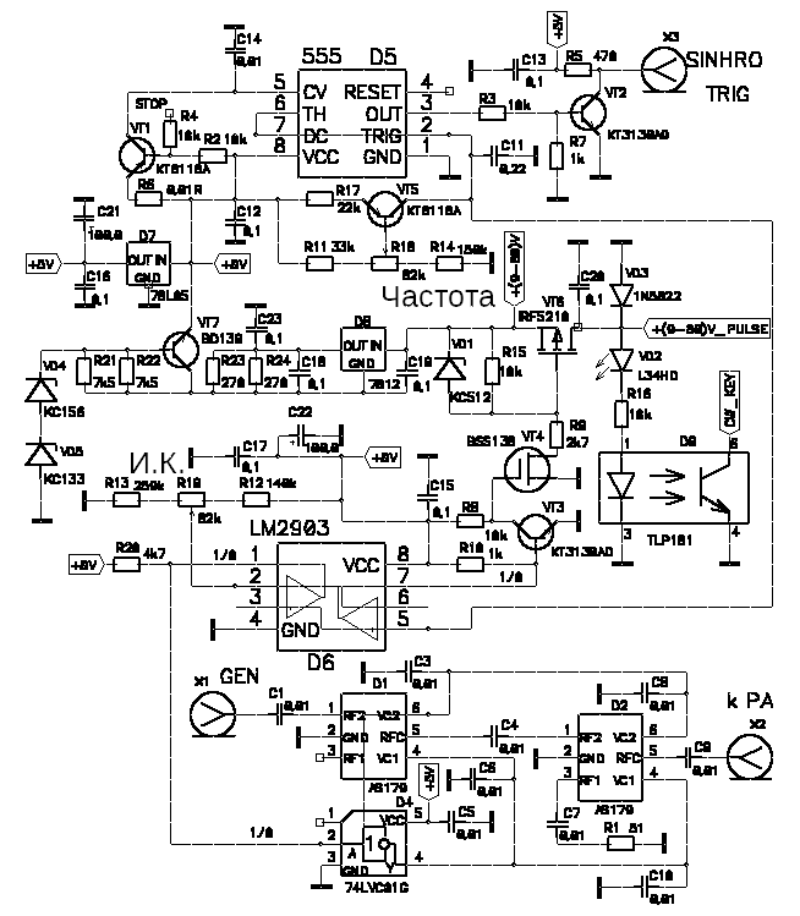 C14
0,01
555 D5
+5V
C13
0,1
R5 470
X3
SINHRO
TRIG
5 CV RESET 4
6 TH OUT 3
7 DC TRIG 2
8 VCC GND 1
STOP
R4
10k
VT1
KT6116A
R2 10k
R3
10k
VT2
KT3130A9
R7
1k
C11
0,22
R6
0,01R
C21
100,0
C12
0,1
R17
22k
VT5
KT6116A
R11 33k
R18
82k
R14 150k
D7
OUT IN
GND
78L05
+5V
+8V
C16
0,1
Частота
+(9-80)V
C20
0,1
VD3
1N5822
VT6
IRF5210
+(9-80)V_PULSE
VT7
BD139
C23
0,1
D8
OUT IN
GND
7812
VD4
KC156
R21
7k5
R22
7k5
R23
270
R24
270
C18
0,1
C19
0,1
VD1
KC512
R15
10k
VD2
L34HD
R16
10k
CW_KEY
VD5
KC133
И.К.
C17
0,1
C22
100,0
+8V
BSS138
VT4
R9
2k7
D9
1
5
3
4
TLP181
R13 250k
R19
82k
R12 140k
C15
0,1
R8
10k
VT3
KT3130A9
LM2903
R10 1k
1/0
+5V
R20 4k7
1/0
1 VCC 8
2 7
3 6
4 GND 5
D6
X1
GEN
C1
0,01
D1
C3
0,01
1 RF2 VC2 6
2 GND RFC 5
3 RF1 VC1 4
AS179
C4
0,01
C8
0,01
D2
1 RF2 VC2 6
2 GND RFC 5
3 RF1 VC1 4
AS179
k PA
X2
C9
0,01
C6
0,01
+5V
C5
0,01
C7
0,01
R1 51
C10
0,01
1/0
D4
1
2
3
VCC 5
A 1
Y 4
GND
74LVC01G